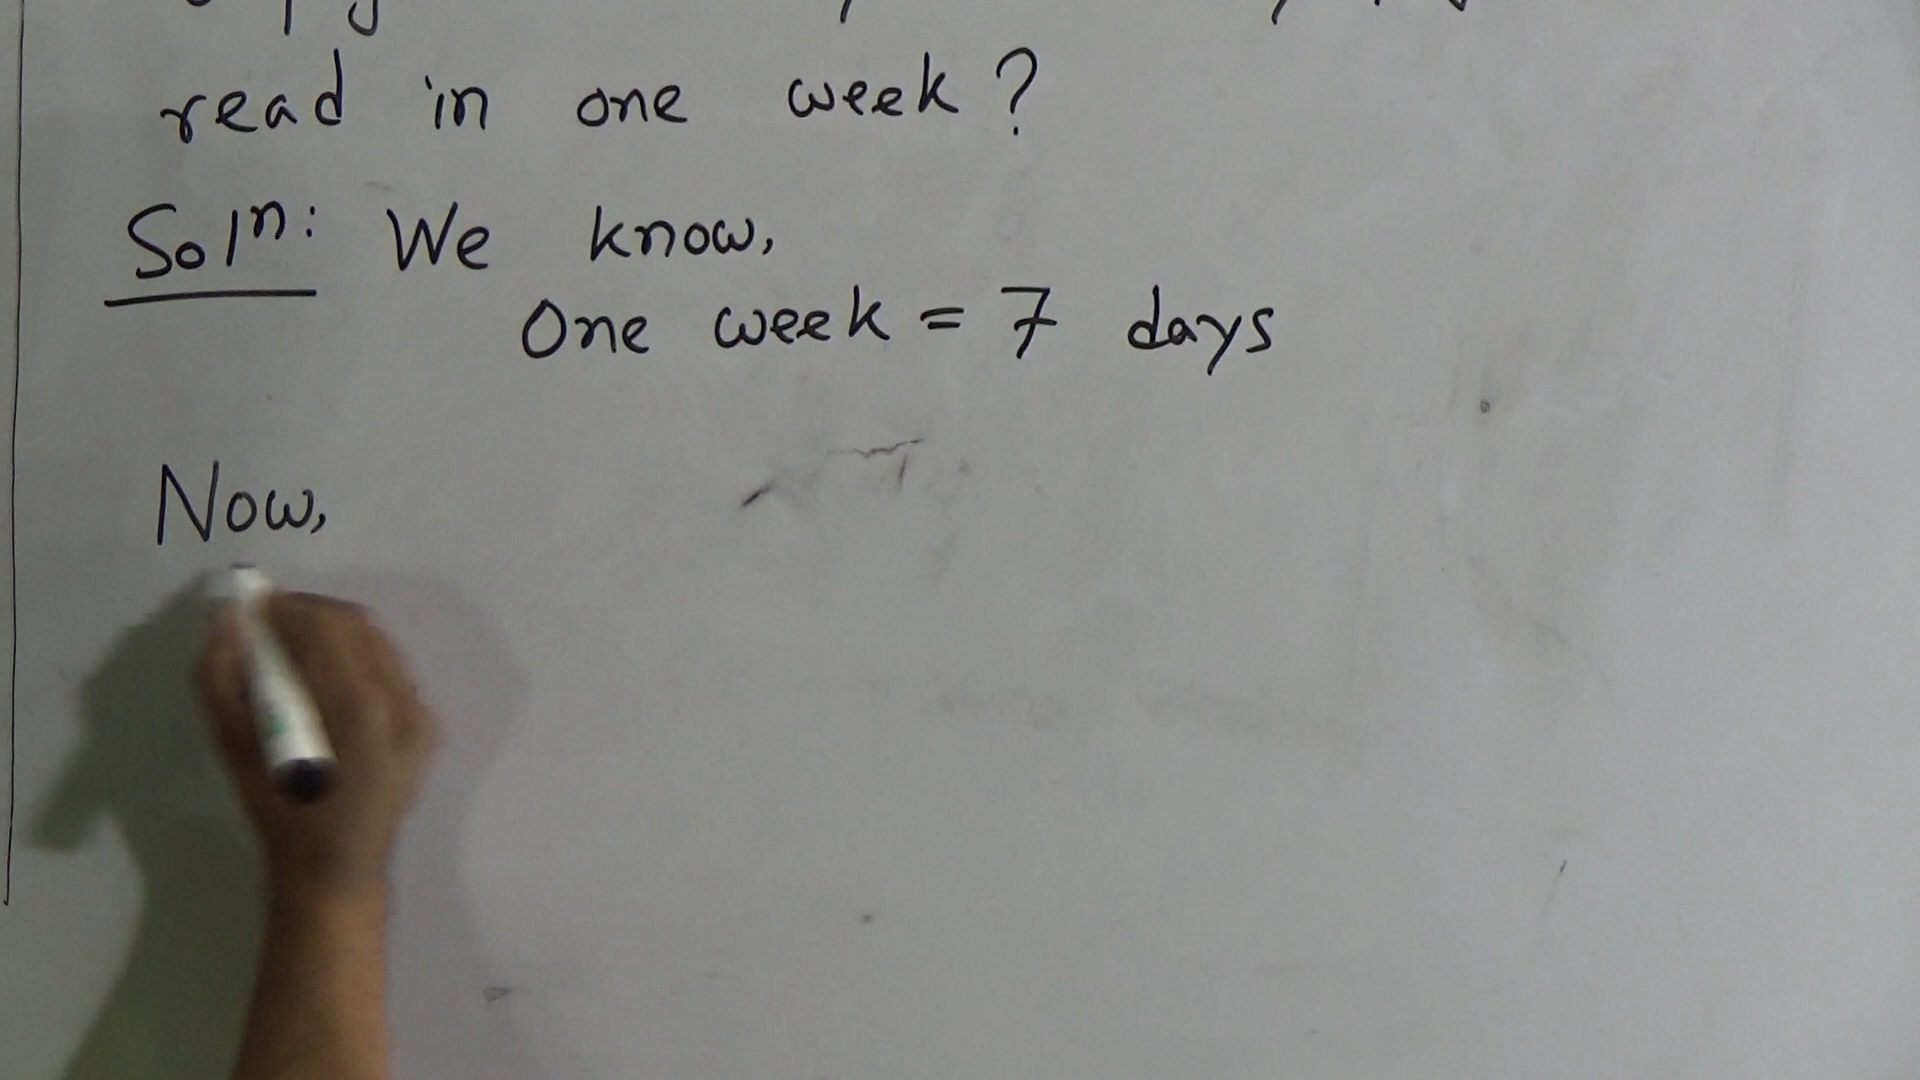 read in one week?
Solⁿ: We know,
One week = 7 days
Now,